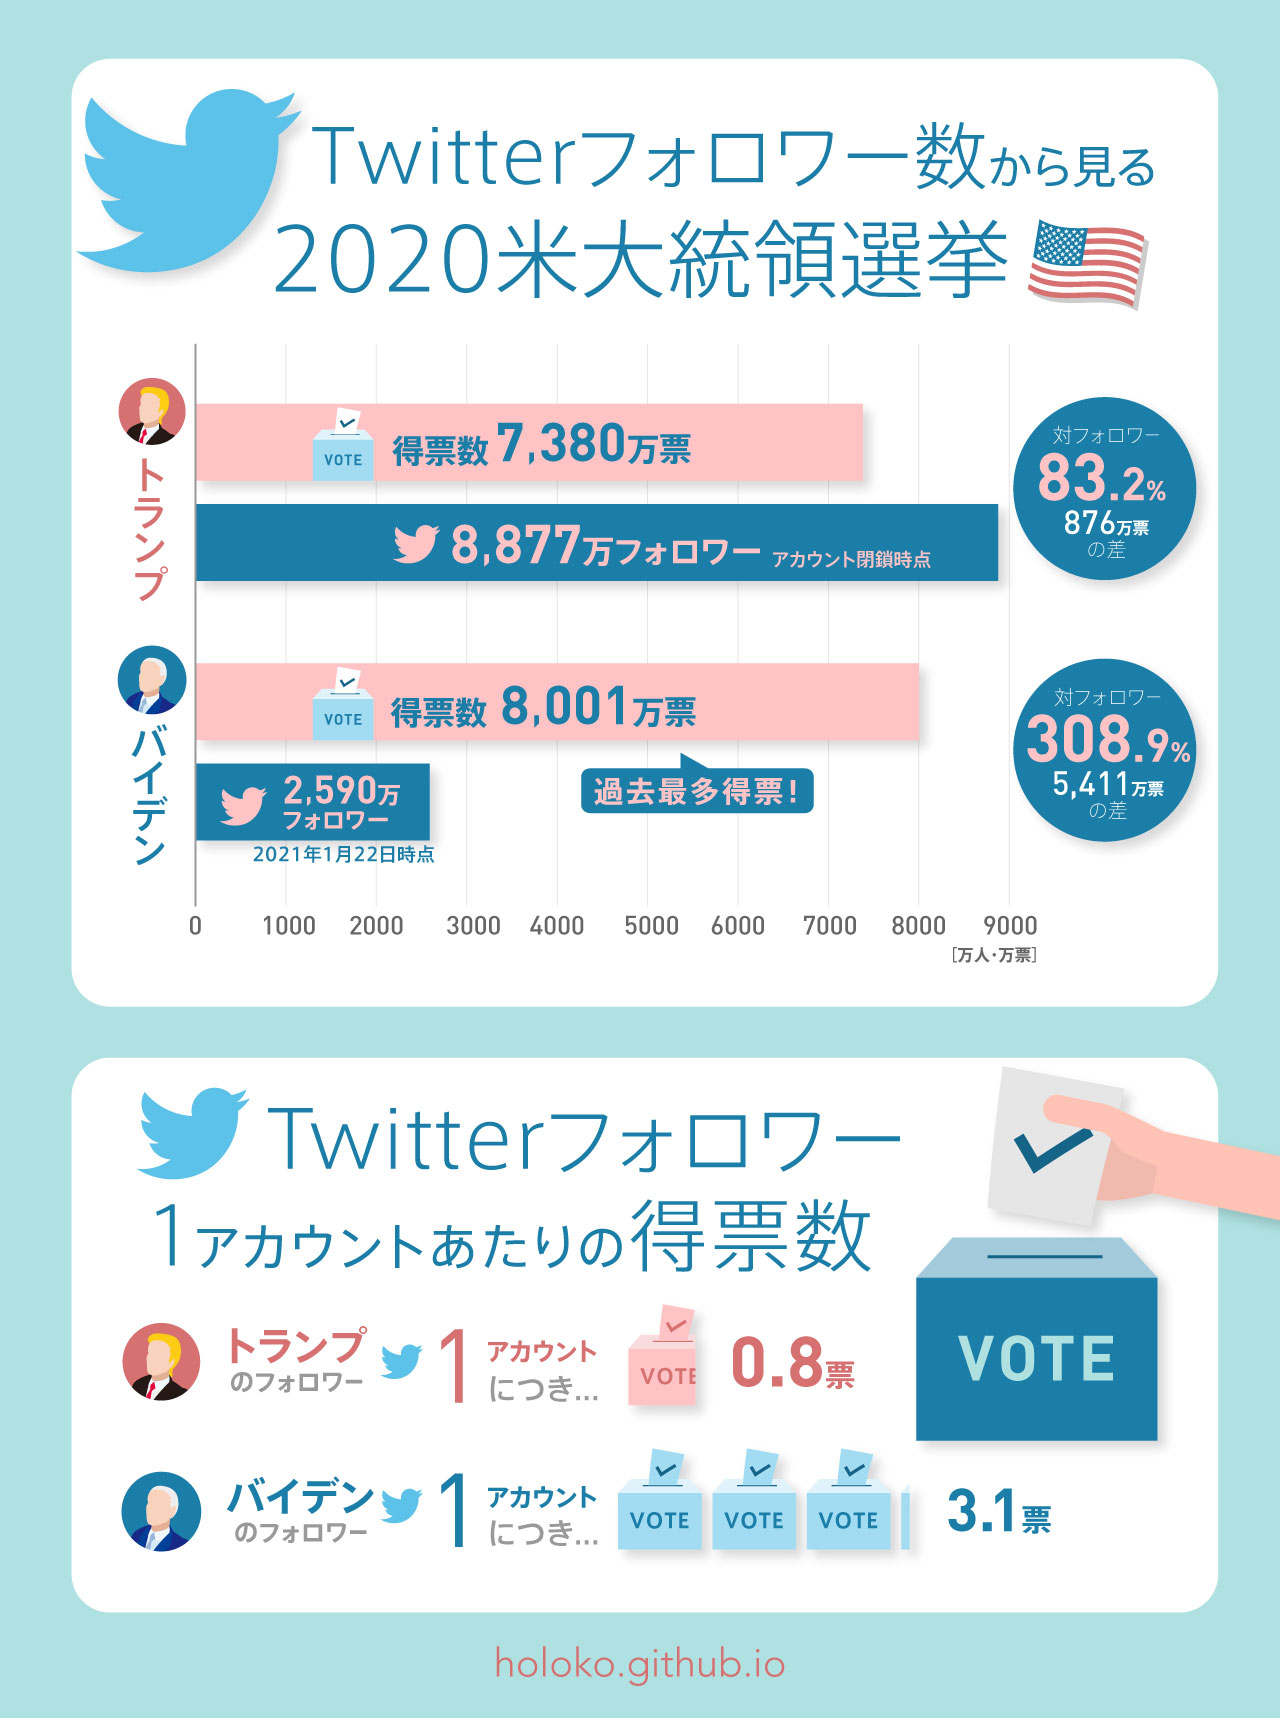 Twitterフォロワー数から見る
2020米大統領選挙
トランプ
VOTE
得票数 7,380万票
8,877万フォロワー アカウント閉鎖時点
対フォロワー
83.2%
876万票
の差
バイデン
VOTE
得票数 8,001万票
過去最多得票!
2,590万
フォロワー
2021年1月22日時点
対フォロワー
308.9%
5,411万票
の差
0 1000 2000 3000 4000 5000 6000 7000 8000 9000
[万人・万票]
Twitterフォロワー
1アカウントあたりの得票数
VOTE
トランプ
のフォロワー
1 アカウント
につき...
VOTE
0.8票
バイデン
のフォロワー
1 アカウント
につき...
VOTE VOTE VOTE
3.1票
holoko.github.io